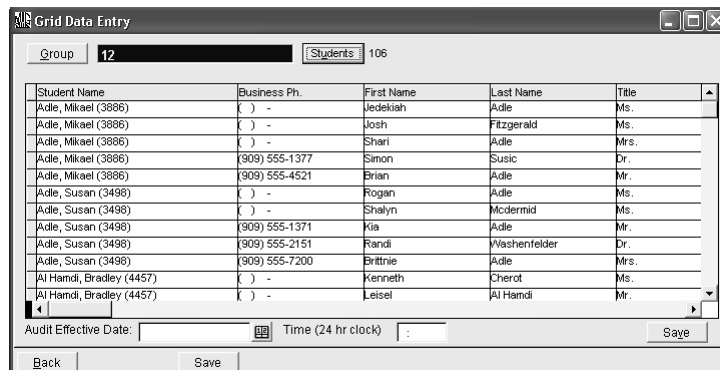 Grid Data Entry
Group 12 Students 106
Student Name Business Ph. First Name Last Name Title
Adle, Mikael (3886) ( ) - Jedekiah Adle Ms.
Adle, Mikael (3886) ( ) - Josh Fitzgerald Ms.
Adle, Mikael (3886) ( ) - Shari Adle Mrs.
Adle, Mikael (3886) (909) 555-1377 Simon Susic Dr.
Adle, Mikael (3886) (909) 555-4521 Brian Adle Mr.
Adle, Susan (3498) ( ) - Rogan Adle Ms.
Adle, Susan (3498) ( ) - Shalyn Mcdermid Ms.
Adle, Susan (3498) (909) 555-1371 Kia Adle Mr.
Adle, Susan (3498) (909) 555-2151 Randi Washenfelder Dr.
Adle, Susan (3498) (909) 555-7200 Brittnie Adle Mrs.
Al Hamdi, Bradley (4457) ( ) - Kenneth Cherot Ms.
Al Hamdi, Bradley (4457) ( ) - Leisel Al Hamdi Mr.
Audit Effective Date: Time (24 hr clock) : Save
Back Save